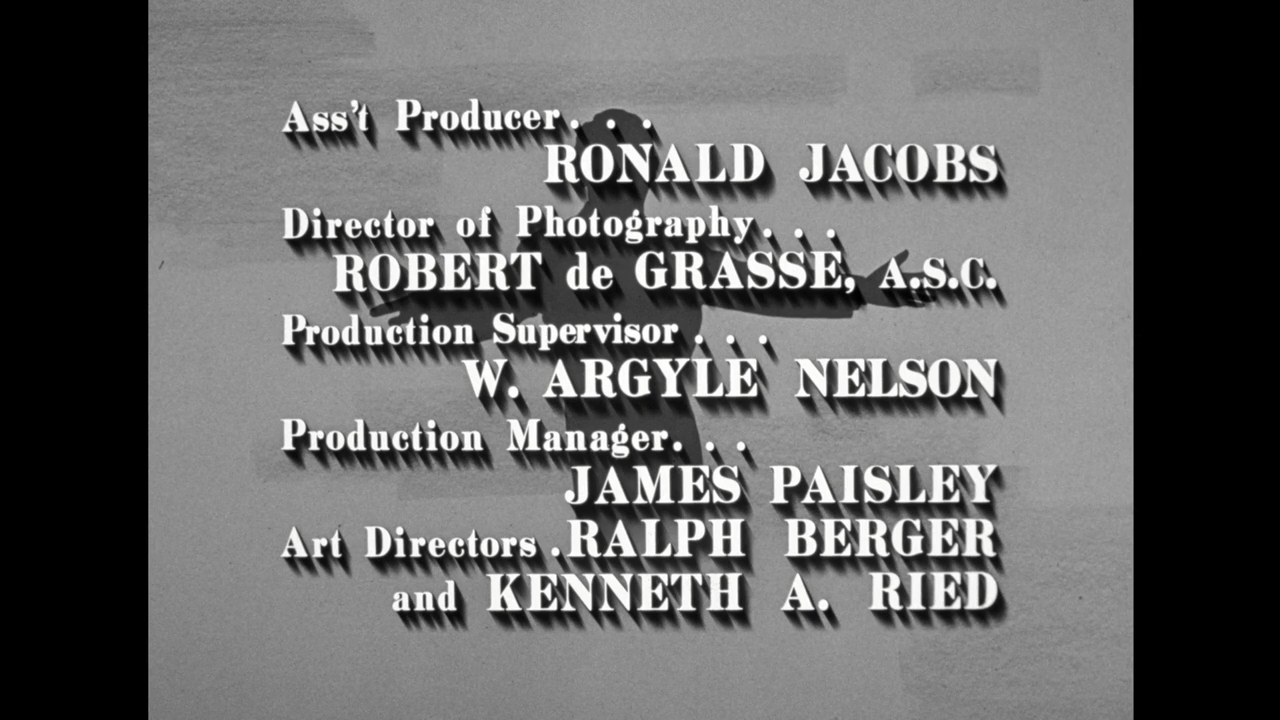 Ass't Producer. . .
RONALD JACOBS
Director of Photography. . .
ROBERT de GRASSE, A.S.C.
Production Supervisor . . .
W. ARGYLE NELSON
Production Manager. . .
JAMES PAISLEY
Art Directors .RALPH BERGER
and KENNETH A. RIED